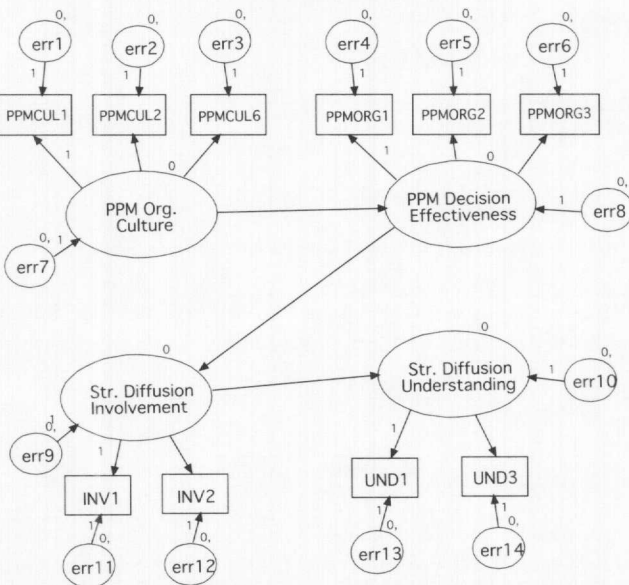 0, 0, 0, 0, 0, 0,
err1 err2 err3 err4 err5 err6
1 1 1 1 1 1
PPMCUL1 PPMCUL2 PPMCUL6 PPMORG1 PPMORG2 PPMORG3
1 1
0 0
PPM Org.
Culture
PPM Decision
Effectiveness
0, 1
err7
0,
1
err8
0 0
Str. Diffusion
Involvement
Str. Diffusion
Understanding
0,
1
err10
0, 1
err9
1 1
INV1 INV2 UND1 UND3
1 0, 1 0, 1 0, 1 0,
err11 err12 err13 err14